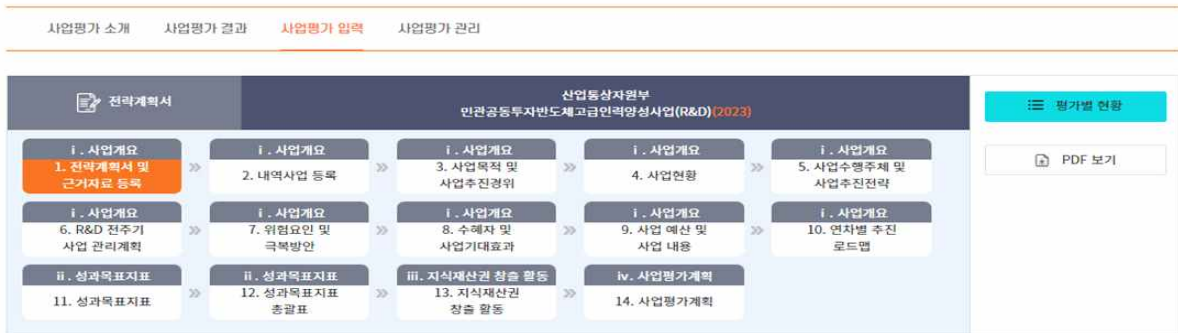 사업평가 소개 사업평가 결과 사업평가 입력 사업평가 관리
전략계획서
산업통상자원부
민관공동투자반도체고급인력양성사업(R&D)(2023)
평가별 현황
PDF 보기
i . 사업개요
1. 전략계획서 및
근거자료 등록
i . 사업개요
2. 내역사업 등록
i . 사업개요
3. 사업목적 및
사업추진경위
i . 사업개요
4. 사업현황
i . 사업개요
5. 사업수행주체 및
사업추진전략
i . 사업개요
6. R&D 전주기
사업 관리계획
i . 사업개요
7. 위험요인 및
극복방안
i . 사업개요
8. 수혜자 및
사업기대효과
i . 사업개요
9. 사업 예산 및
사업 내용
i . 사업개요
10. 연차별 추진
로드맵
ii . 성과목표지표
11. 성과목표지표
ii . 성과목표지표
12. 성과목표지표
총괄표
iii. 지식재산권 창출 활동
13. 지식재산권
창출 활동
iv. 사업평가계획
14. 사업평가계획